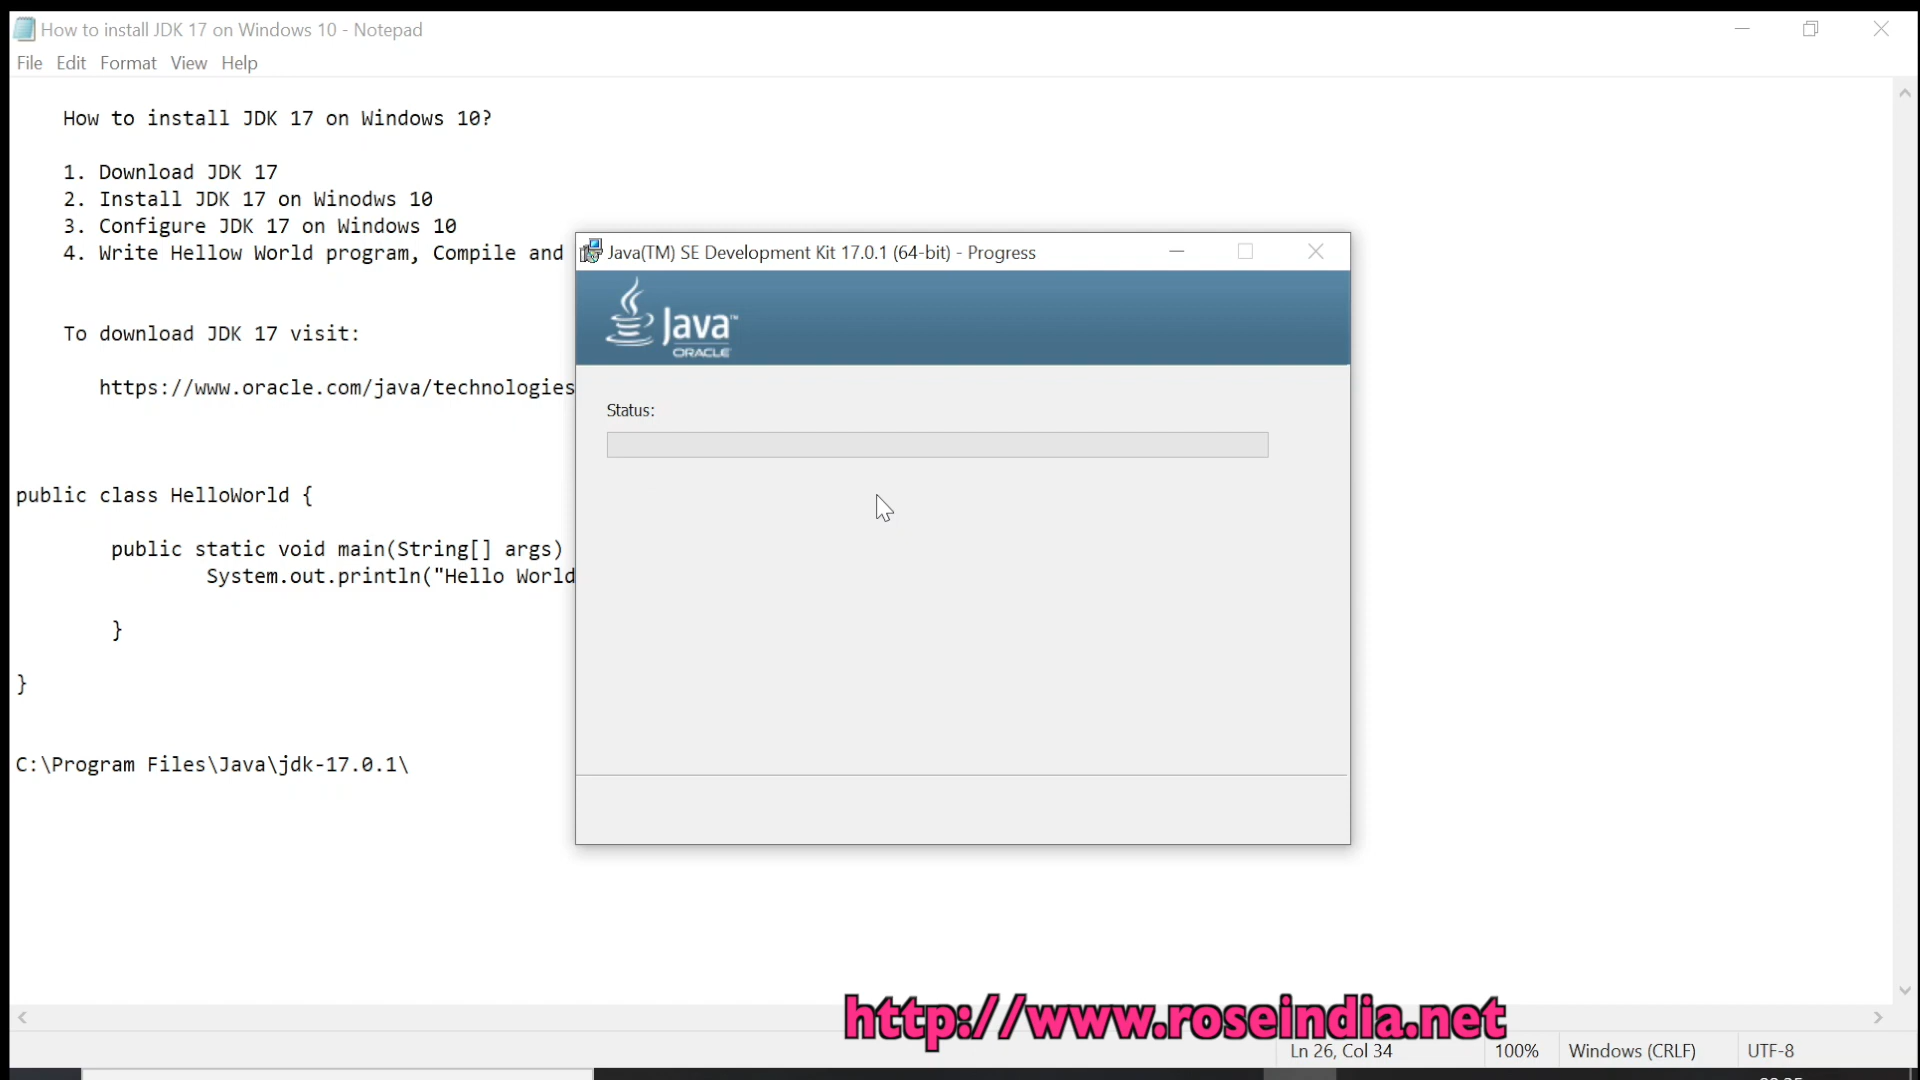 How to install JDK 17 on Windows 10 - Notepad
File Edit Format View Help
How to install JDK 17 on Windows 10?
1. Download JDK 17
2. Install JDK 17 on Winodws 10
3. Configure JDK 17 on Windows 10
4. Write Hellow World program, Compile and
To download JDK 17 visit:
https://www.oracle.com/java/technologies
public class HelloWorld {
public static void main(String[] args)
System.out.println("Hello World
}
}
C:\Program Files\Java\jdk-17.0.1\
Java(TM) SE Development Kit 17.0.1 (64-bit) - Progress
Java™
ORACLE
Status:
http://www.roseindia.net
Ln 26, Col 34 100% Windows (CRLF) UTF-8